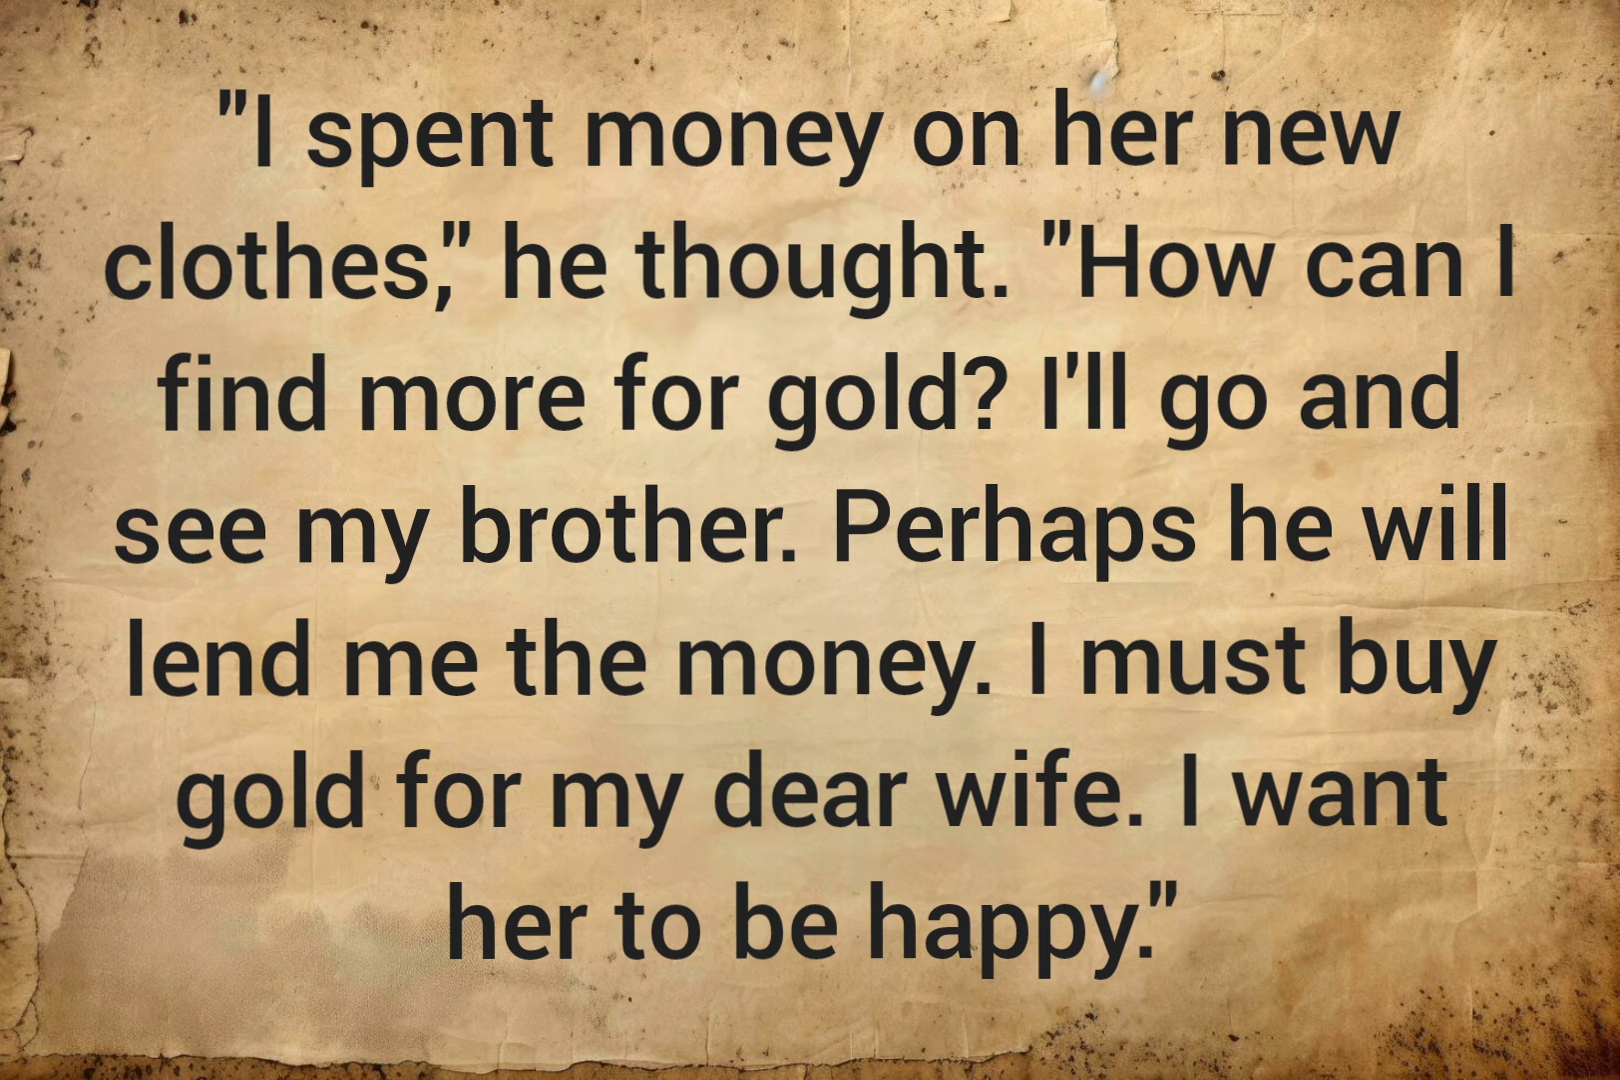 "I spent money on her new
clothes," he thought. "How can I
find more for gold? I'll go and
see my brother. Perhaps he will
lend me the money. I must buy
gold for my dear wife. I want
her to be happy."